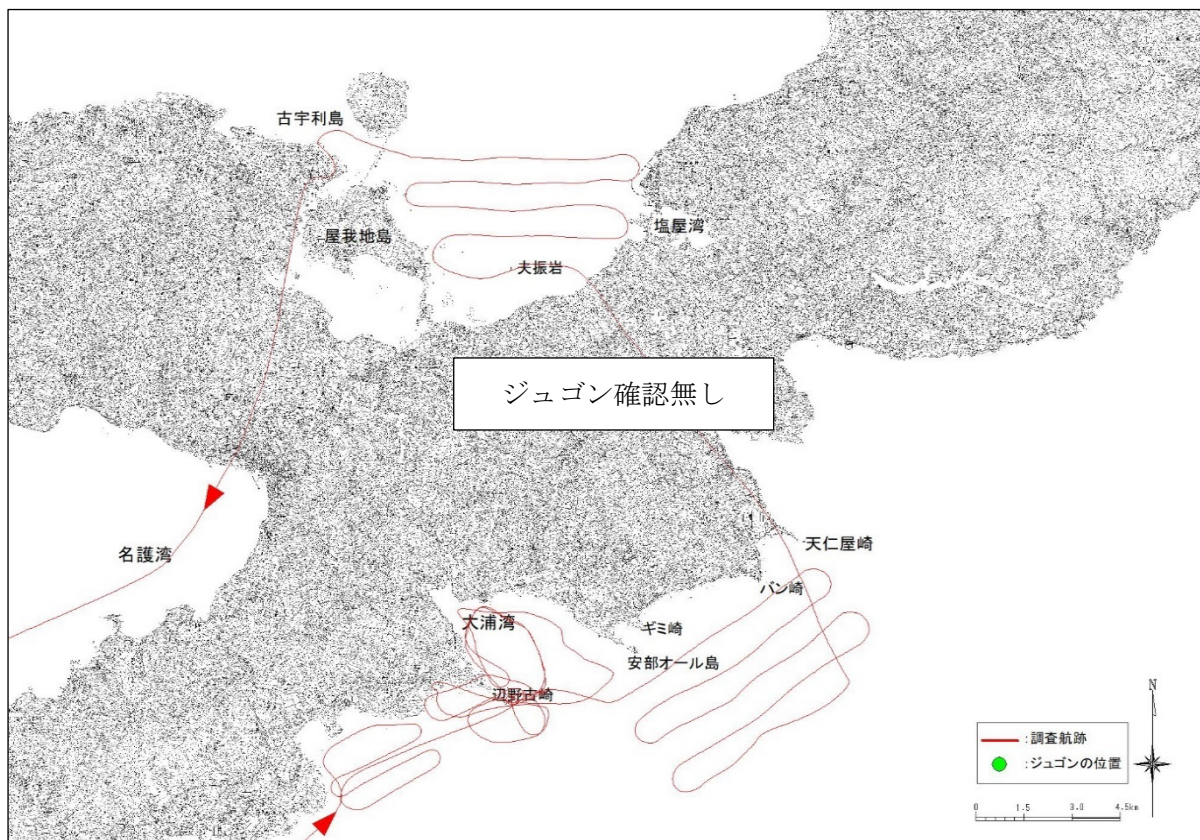 古宇利島
屋我地島
塩屋湾
夫振岩
ジュゴン確認無し
名護湾
天仁屋崎
バン崎
大浦湾
ギミ崎
安部オール島
辺野古崎
N
:調査航跡
:ジュゴンの位置
0 1.5 3.0 4.5km